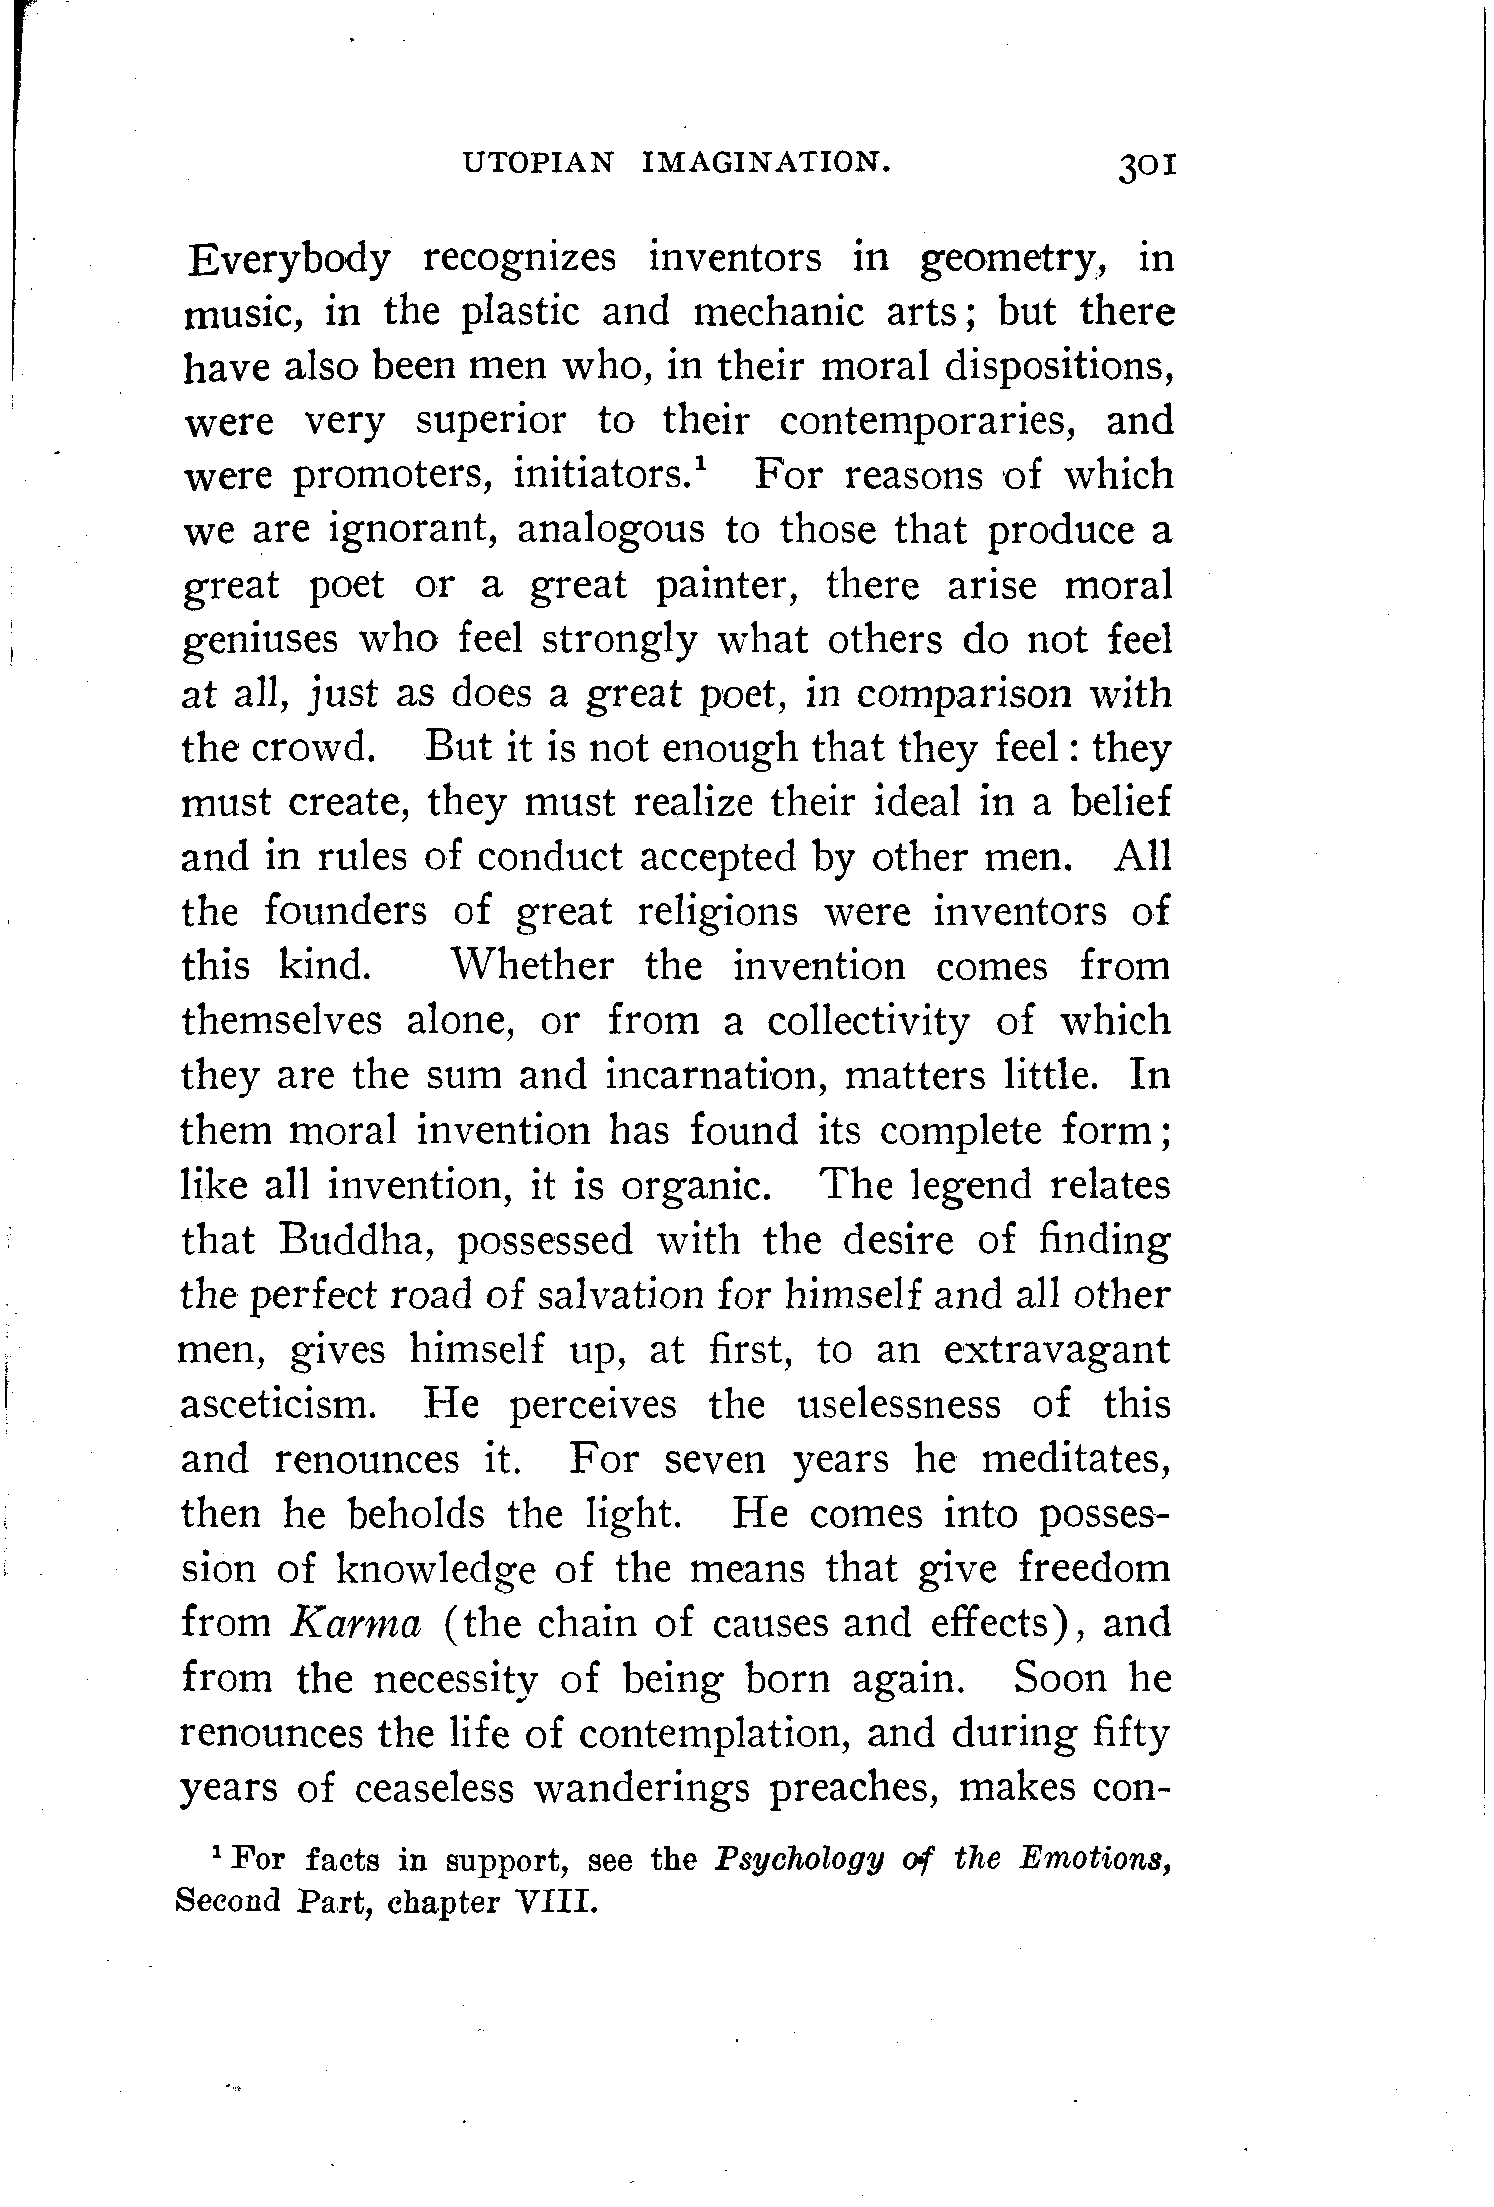 UTOPIAN IMAGINATION. 301
Everybody recognizes inventors in geometry, in
music, in the plastic and mechanic arts; but there
have also been men who, in their moral dispositions,
were very superior to their contemporaries, and
were promoters, initiators.¹ For reasons of which
we are ignorant, analogous to those that produce a
great poet or a great painter, there arise moral
geniuses who feel strongly what others do not feel
at all, just as does a great poet, in comparison with
the crowd. But it is not enough that they feel: they
must create, they must realize their ideal in a belief
and in rules of conduct accepted by other men. All
the founders of great religions were inventors of
this kind. Whether the invention comes from
themselves alone, or from a collectivity of which
they are the sum and incarnation, matters little. In
them moral invention has found its complete form;
like all invention, it is organic. The legend relates
that Buddha, possessed with the desire of finding
the perfect road of salvation for himself and all other
men, gives himself up, at first, to an extravagant
asceticism. He perceives the uselessness of this
and renounces it. For seven years he meditates,
then he beholds the light. He comes into posses-
sion of knowledge of the means that give freedom
from Karma (the chain of causes and effects), and
from the necessity of being born again. Soon he
renounces the life of contemplation, and during fifty
years of ceaseless wanderings preaches, makes con-
¹ For facts in support, see the Psychology of the Emotions,
Second Part, chapter VIII.